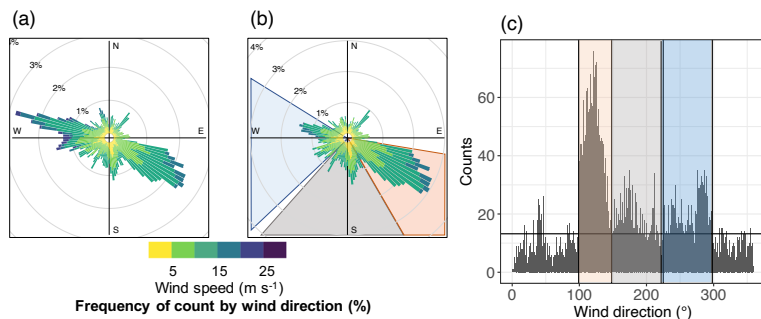 (a)
(b)
(c)
N
3%
2%
1%
W
E
S
N
4%
3%
2%
1%
W
E
S
5 15 25
Wind speed (m s⁻¹)
Frequency of count by wind direction (%)
Counts
60
40
20
0
0 100 200 300
Wind direction (°)